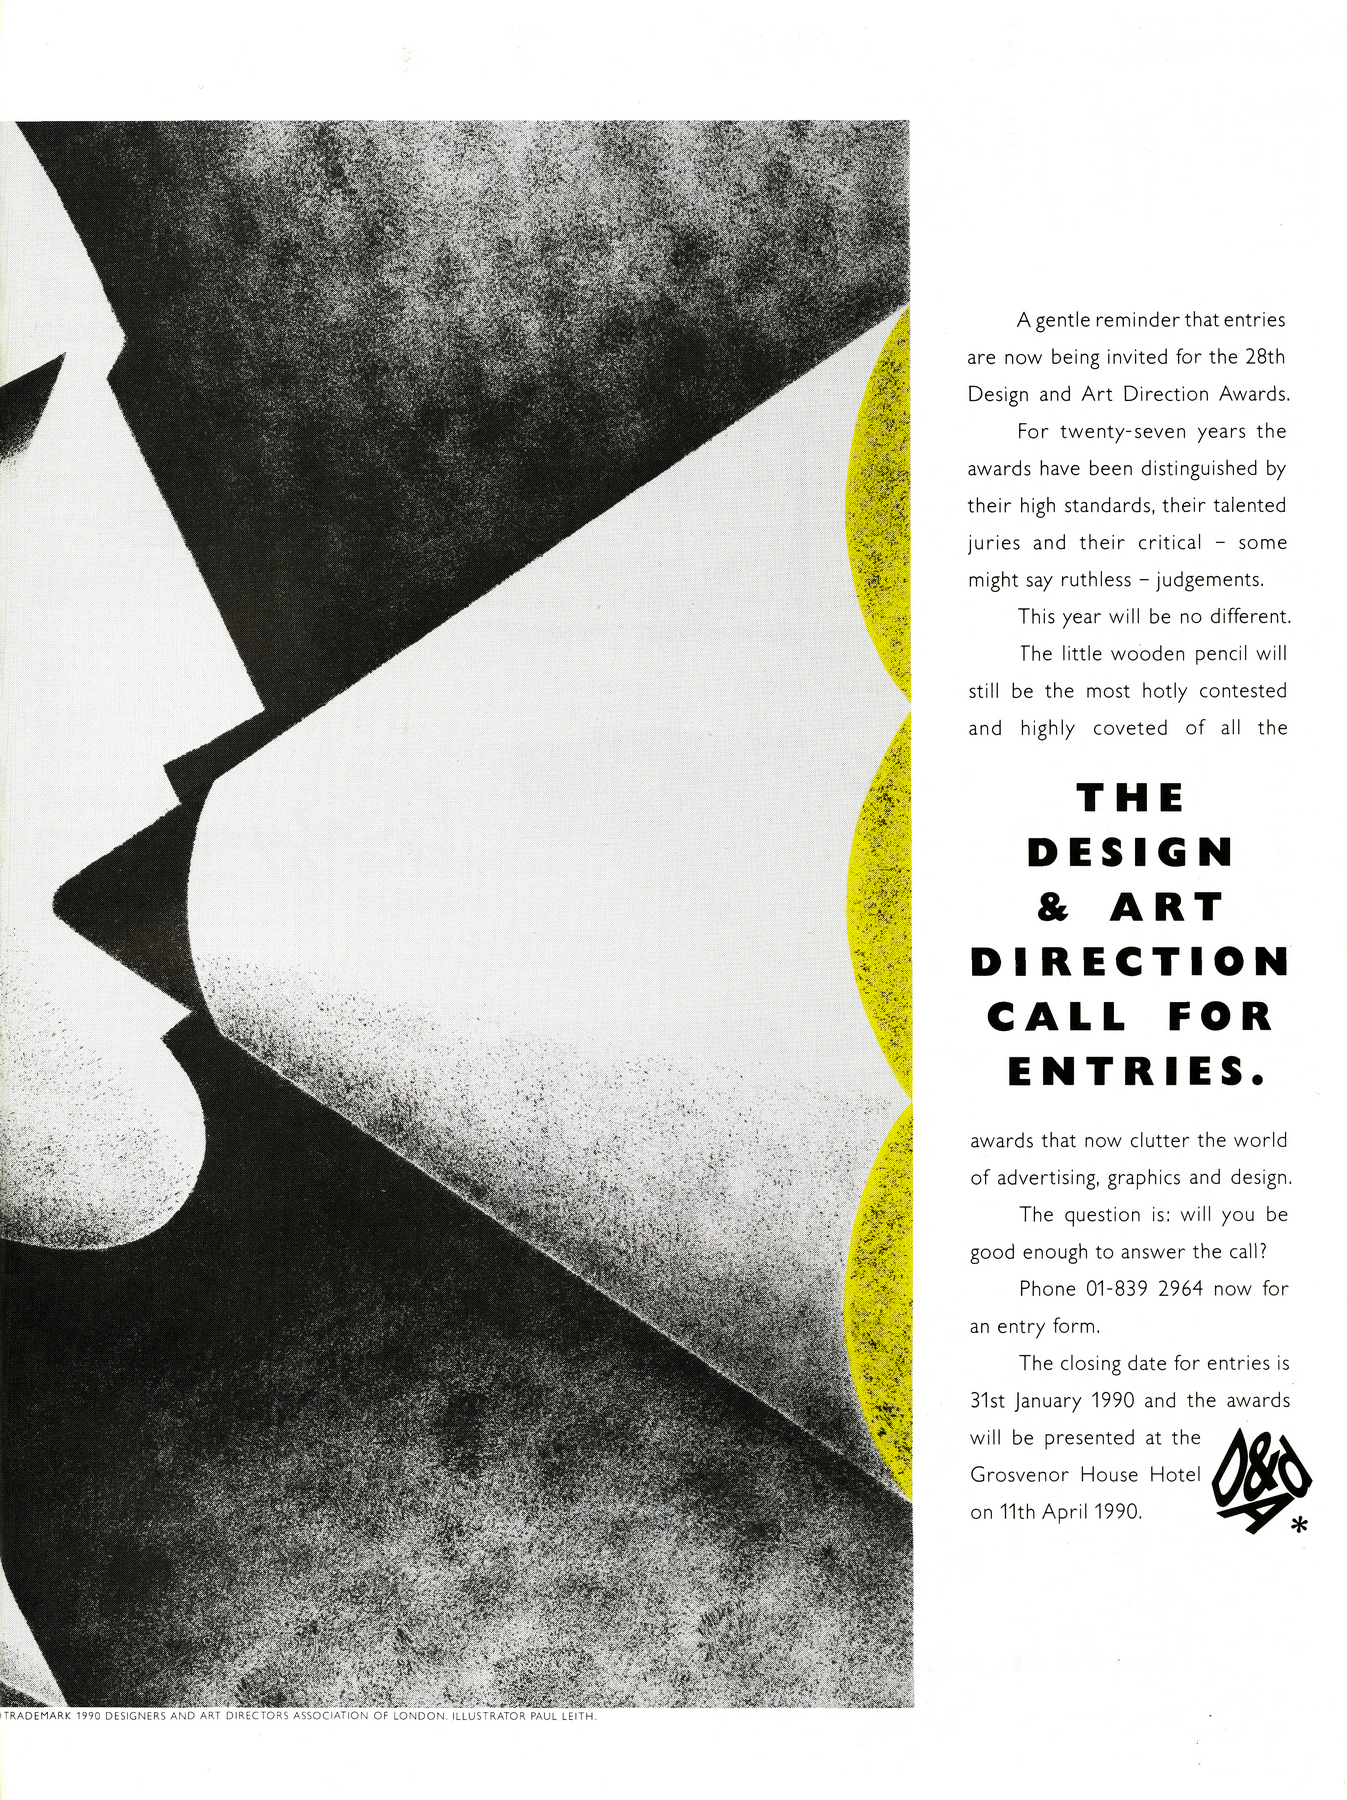 A gentle reminder that entries
are now being invited for the 28th
Design and Art Direction Awards.
For twenty-seven years the
awards have been distinguished by
their high standards, their talented
juries and their critical – some
might say ruthless – judgements.
This year will be no different.
The little wooden pencil will
still be the most hotly contested
and highly coveted of all the
THE
DESIGN
& ART
DIRECTION
CALL FOR
ENTRIES.
awards that now clutter the world
of advertising, graphics and design.
The question is: will you be
good enough to answer the call?
Phone 01-839 2964 now for
an entry form.
The closing date for entries is
31st January 1990 and the awards
will be presented at the
Grosvenor House Hotel
on 11th April 1990.
D&AD*
TRADEMARK 1990 DESIGNERS AND ART DIRECTORS ASSOCIATION OF LONDON. ILLUSTRATOR PAUL LEITH.